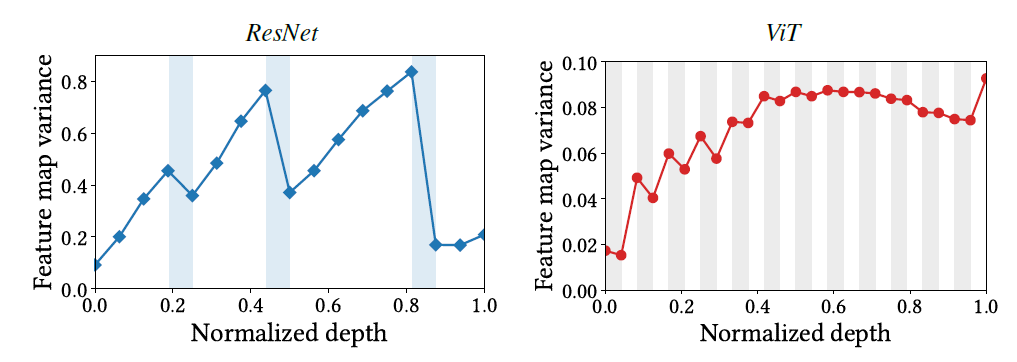 ResNet
Feature map variance
0.8
0.6
0.4
0.2
0.0
0.0 0.2 0.4 0.6 0.8 1.0
Normalized depth
ViT
Feature map variance
0.10
0.08
0.06
0.04
0.02
0.00
0.0 0.2 0.4 0.6 0.8 1.0
Normalized depth